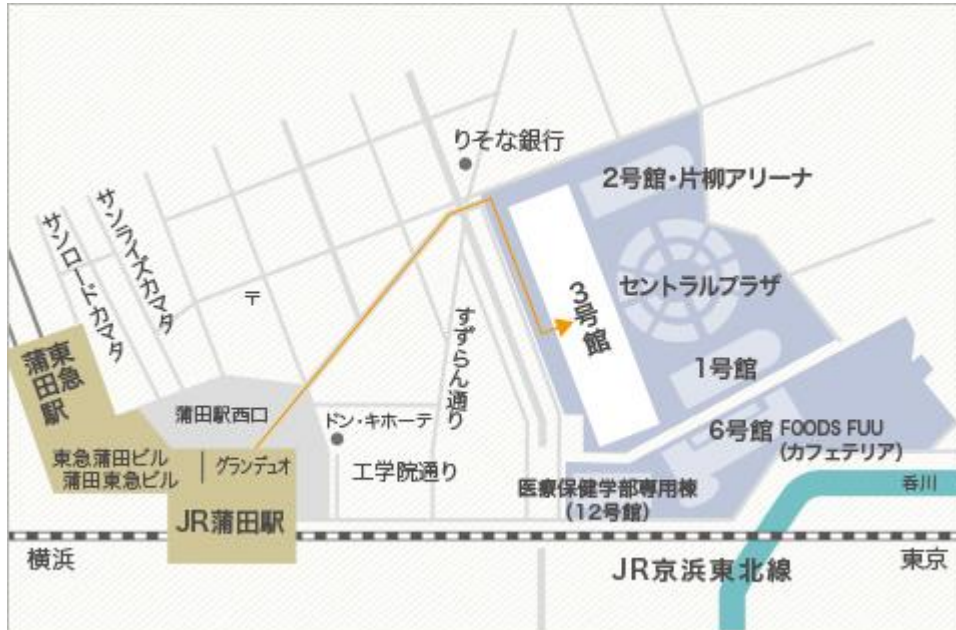 りそな銀行
2号館・片柳アリーナ
サンライズカマタ
サンロードカマタ
〒
セントラルプラザ
3号館
すずらん通り
東急
蒲田駅
1号館
蒲田駅西口
ドン・キホーテ
6号館 FOODS FUU
(カフェテリア)
東急蒲田ビル
蒲田東急ビル
グランデュオ
工学院通り
医療保健学部専用棟
(12号館)
呑川
JR蒲田駅
横浜
JR京浜東北線
東京